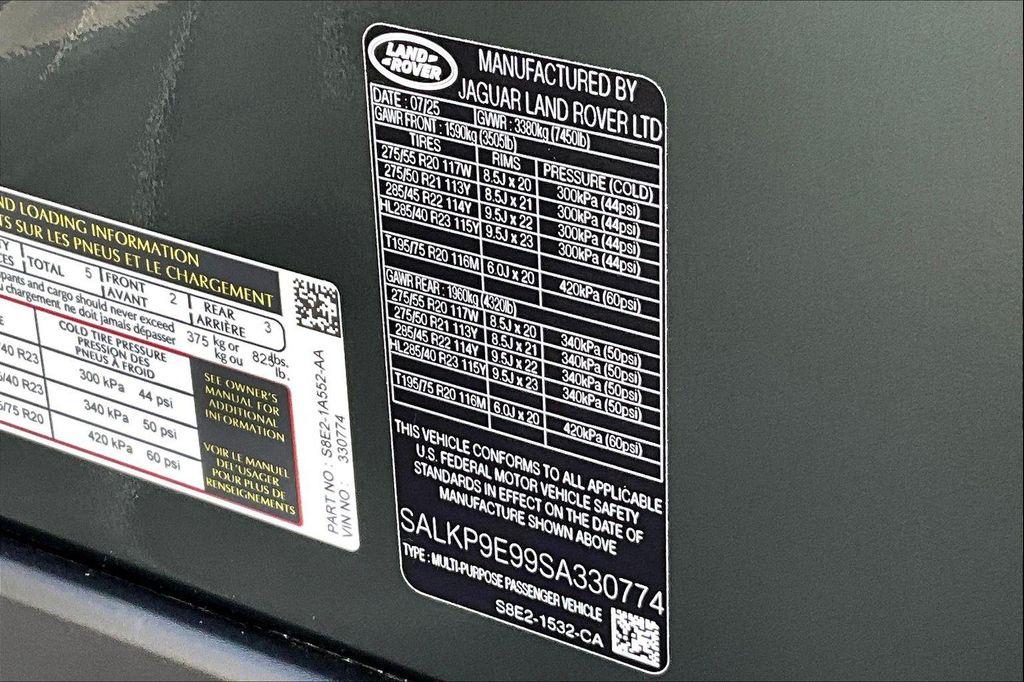 ND LOADING INFORMATION
TS SUR LES PNEUS ET LE CHARGEMENT
TOTAL 5 FRONT AVANT 2 REAR ARRIÈRE 3
pants and cargo should never exceed 375 kg or 825 lbs.
chargement ne doit jamais dépasser kg ou lb.
COLD TIRE PRESSURE
PRESSION DES
PNEUS À FROID
/40 R23 300 kPa 44 psi
/40 R23 340 kPa 50 psi
/75 R20 420 kPa 60 psi
SEE OWNER'S
MANUAL FOR
ADDITIONAL
INFORMATION
VOIR LE MANUEL
DE L'USAGER
POUR PLUS DE
RENSEIGNEMENTS
PART NO : S8E2-1A552-AA
VIN NO : 330774
LAND
ROVER
MANUFACTURED BY
JAGUAR LAND ROVER LTD
DATE : 07/25 GVWR : 3380kg (7450lb)
GAWR FRONT : 1590kg (3505lb)
TIRES RIMS PRESSURE (COLD)
275/55 R20 117W 8.5J x 20 300kPa (44psi)
275/50 R21 113Y 8.5J x 21 300kPa (44psi)
285/45 R22 114Y 9.5J x 22 300kPa (44psi)
HL285/40 R23 115Y 9.5J x 23 300kPa (44psi)
T195/75 R20 116M 6.0J x 20 420kPa (60psi)
GAWR REAR : 1960kg (4320lb)
275/55 R20 117W 8.5J x 20 340kPa (50psi)
275/50 R21 113Y 8.5J x 21 340kPa (50psi)
285/45 R22 114Y 9.5J x 22 340kPa (50psi)
HL285/40 R23 115Y 9.5J x 23 340kPa (50psi)
T195/75 R20 116M 6.0J x 20 420kPa (60psi)
THIS VEHICLE CONFORMS TO ALL APPLICABLE
U.S. FEDERAL MOTOR VEHICLE SAFETY
STANDARDS IN EFFECT ON THE DATE OF
MANUFACTURE SHOWN ABOVE
SALKP9E99SA330774
TYPE : MULTI-PURPOSE PASSENGER VEHICLE
S8E2-1532-CA